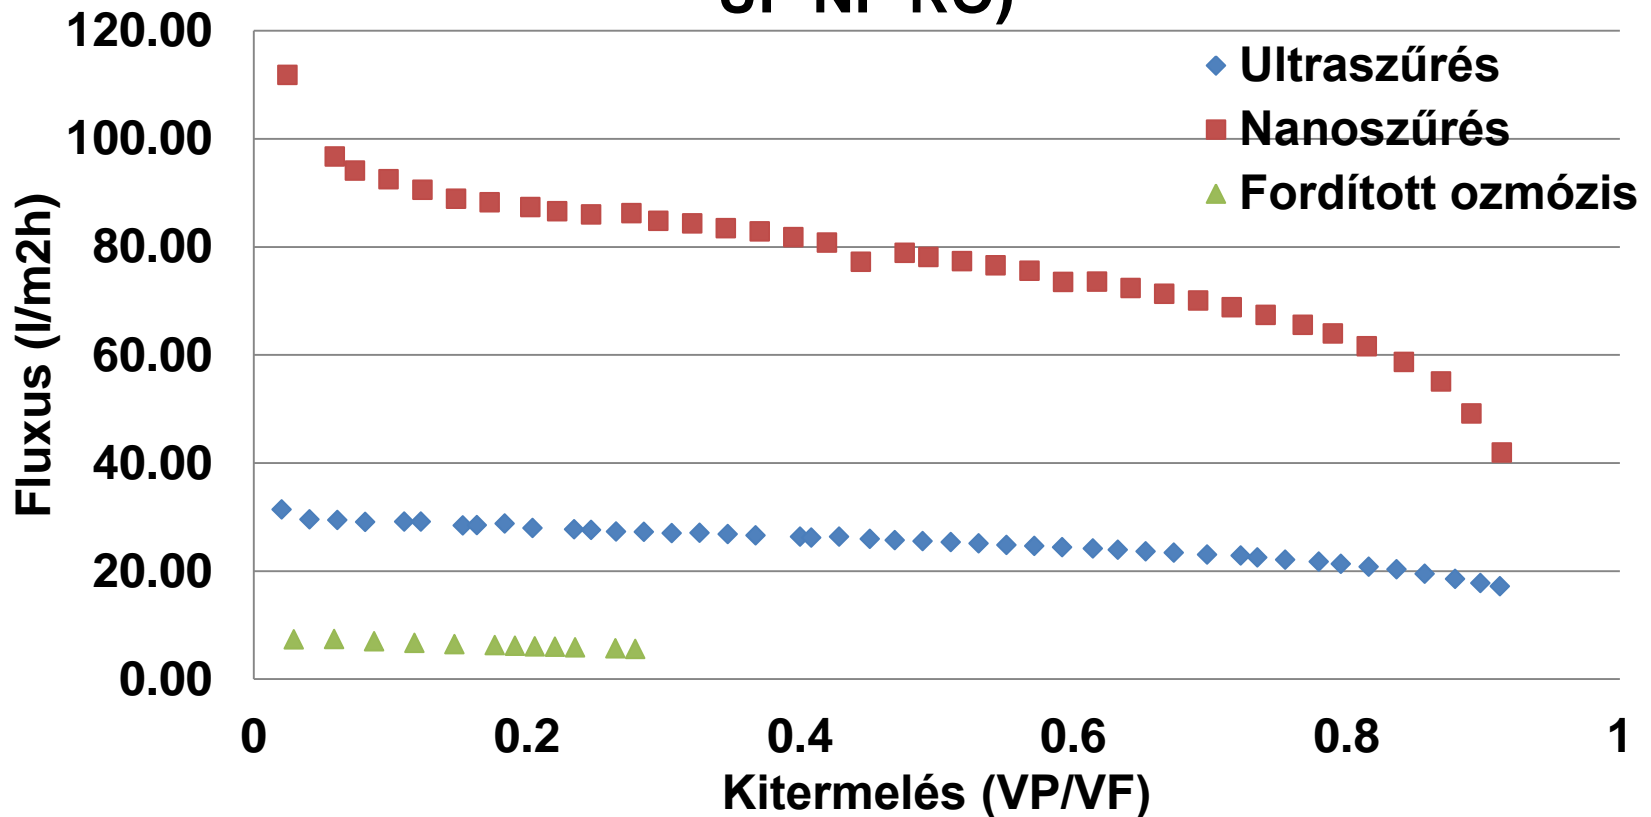 120.00
100.00
80.00
60.00
40.00
20.00
0.00
Fluxus (l/m2h)
Ultraszűrés
Nanoszűrés
Fordított ozmózis
0 0.2 0.4 0.6 0.8 1
Kitermelés (VP/VF)